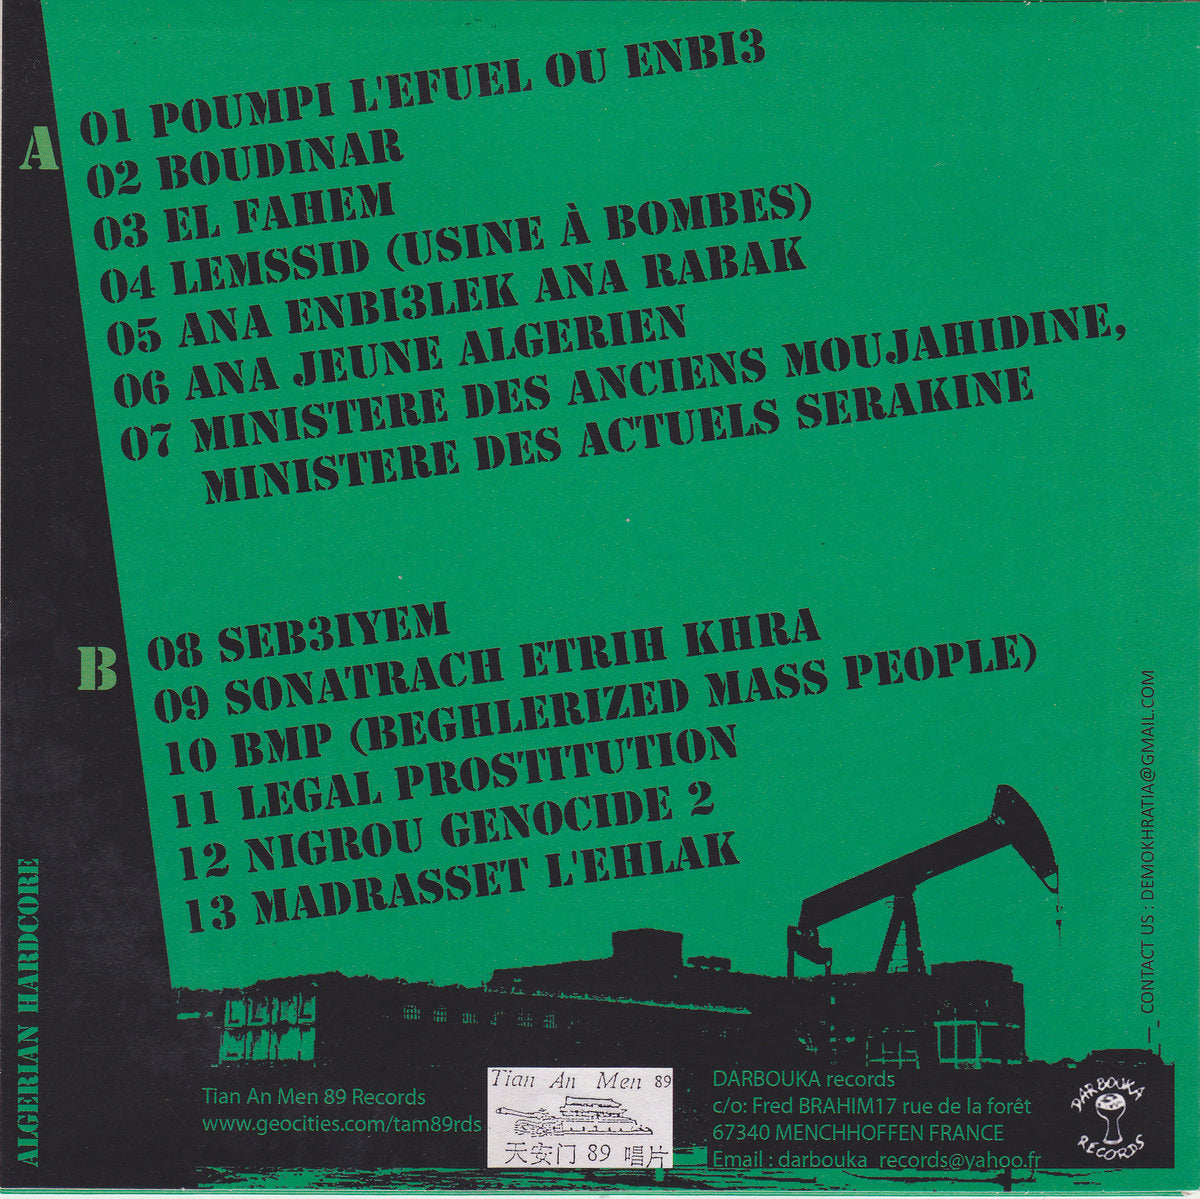 A
01 POUMPI L'EFUEL OU ENBI3
02 BOUDINAR
03 EL FAHEM
04 LEMSSID (USINE À BOMBES)
05 ANA ENBI3LEK ANA RABAK
06 ANA JEUNE ALGERIEN
07 MINISTERE DES ANCIENS MOUJAHIDINE,
MINISTERE DES ACTUELS SERAKINE
B
08 SEB3IYEM
09 SONATRACH ETRIH KHRA
10 BMP (BEGHLERIZED MASS PEOPLE)
11 LEGAL PROSTITUTION
12 NIGROU GENOCIDE 2
13 MADRASSET L'EHLAK
ALGERIAN HARDCORE
CONTACT US : DEMOKHRATIA@GMAIL.COM
Tian An Men 89 Records
www.geocities.com/tam89rds
Tian An Men 89
天安门 89 唱片
DARBOUKA records
c/o: Fred BRAHIM17 rue de la forêt
67340 MENCHHOFFEN FRANCE
Email : darbouka_records@yahoo.fr
DARBOUKA
RECORDS